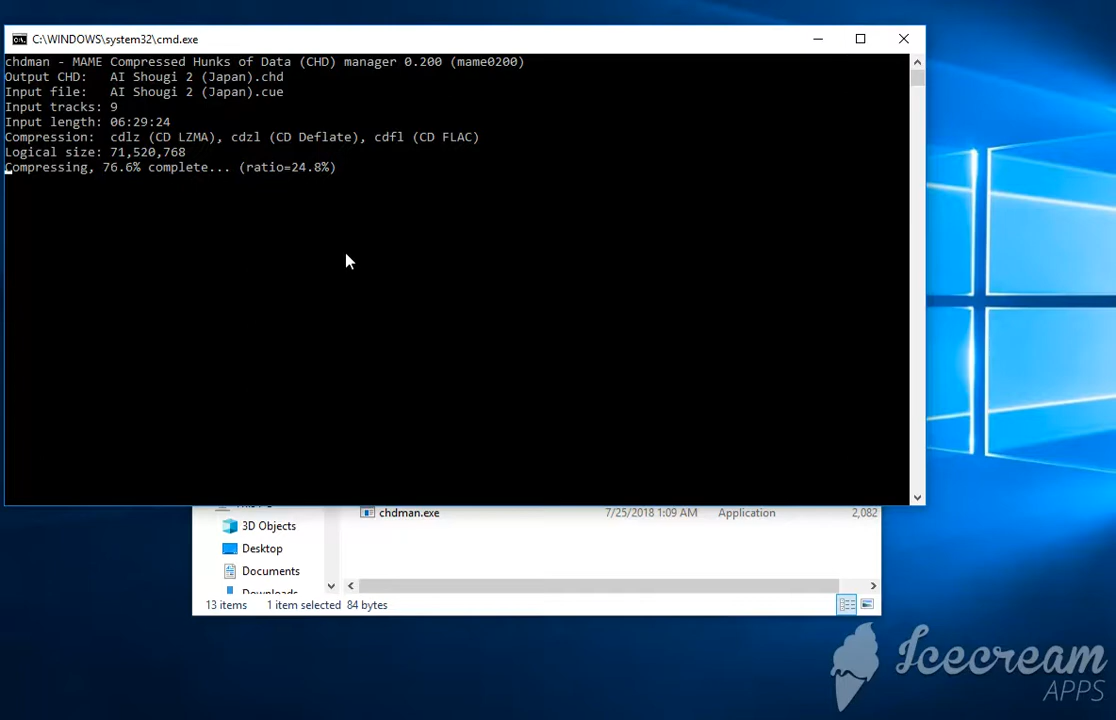 C:\WINDOWS\system32\cmd.exe
chdman - MAME Compressed Hunks of Data (CHD) manager 0.200 (mame0200)
Output CHD:   AI Shougi 2 (Japan).chd
Input file:   AI Shougi 2 (Japan).cue
Input tracks: 9
Input length: 06:29:24
Compression:  cdlz (CD LZMA), cdzl (CD Deflate), cdfl (CD FLAC)
Logical size: 71,520,768
Compressing, 76.6% complete... (ratio=24.8%)
chdman.exe 7/25/2018 1:09 AM Application 2,082
3D Objects
Desktop
Documents
Downloads
13 items 1 item selected 84 bytes
Icecream
APPS